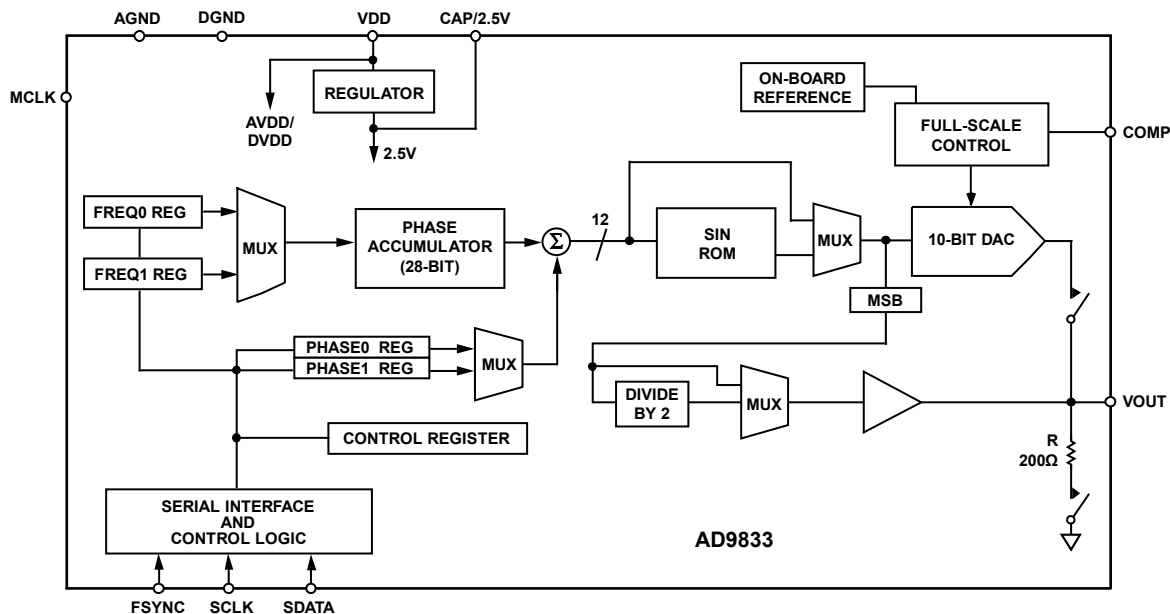 AGND
DGND
VDD
CAP/2.5V
MCLK
REGULATOR
AVDD/
DVDD
2.5V
ON-BOARD
REFERENCE
FULL-SCALE
CONTROL
COMP
FREQ0 REG
FREQ1 REG
MUX
PHASE
ACCUMULATOR
(28-BIT)
Σ
12
SIN
ROM
MUX
10-BIT DAC
MSB
PHASE0 REG
PHASE1 REG
MUX
DIVIDE
BY 2
MUX
VOUT
CONTROL REGISTER
R
200Ω
SERIAL INTERFACE
AND
CONTROL LOGIC
AD9833
FSYNC
SCLK
SDATA